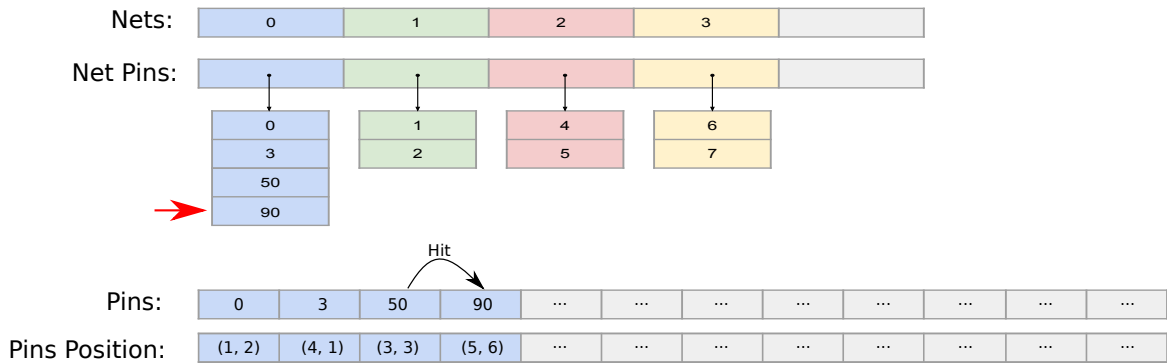 Nets: 0 1 2 3
Net Pins:
0 1 4 6
3 2 5 7
50
90
Hit
Pins: 0 3 50 90 ... ... ... ... ... ... ... ...
Pins Position: (1, 2) (4, 1) (3, 3) (5, 6) ... ... ... ... ... ... ... ...